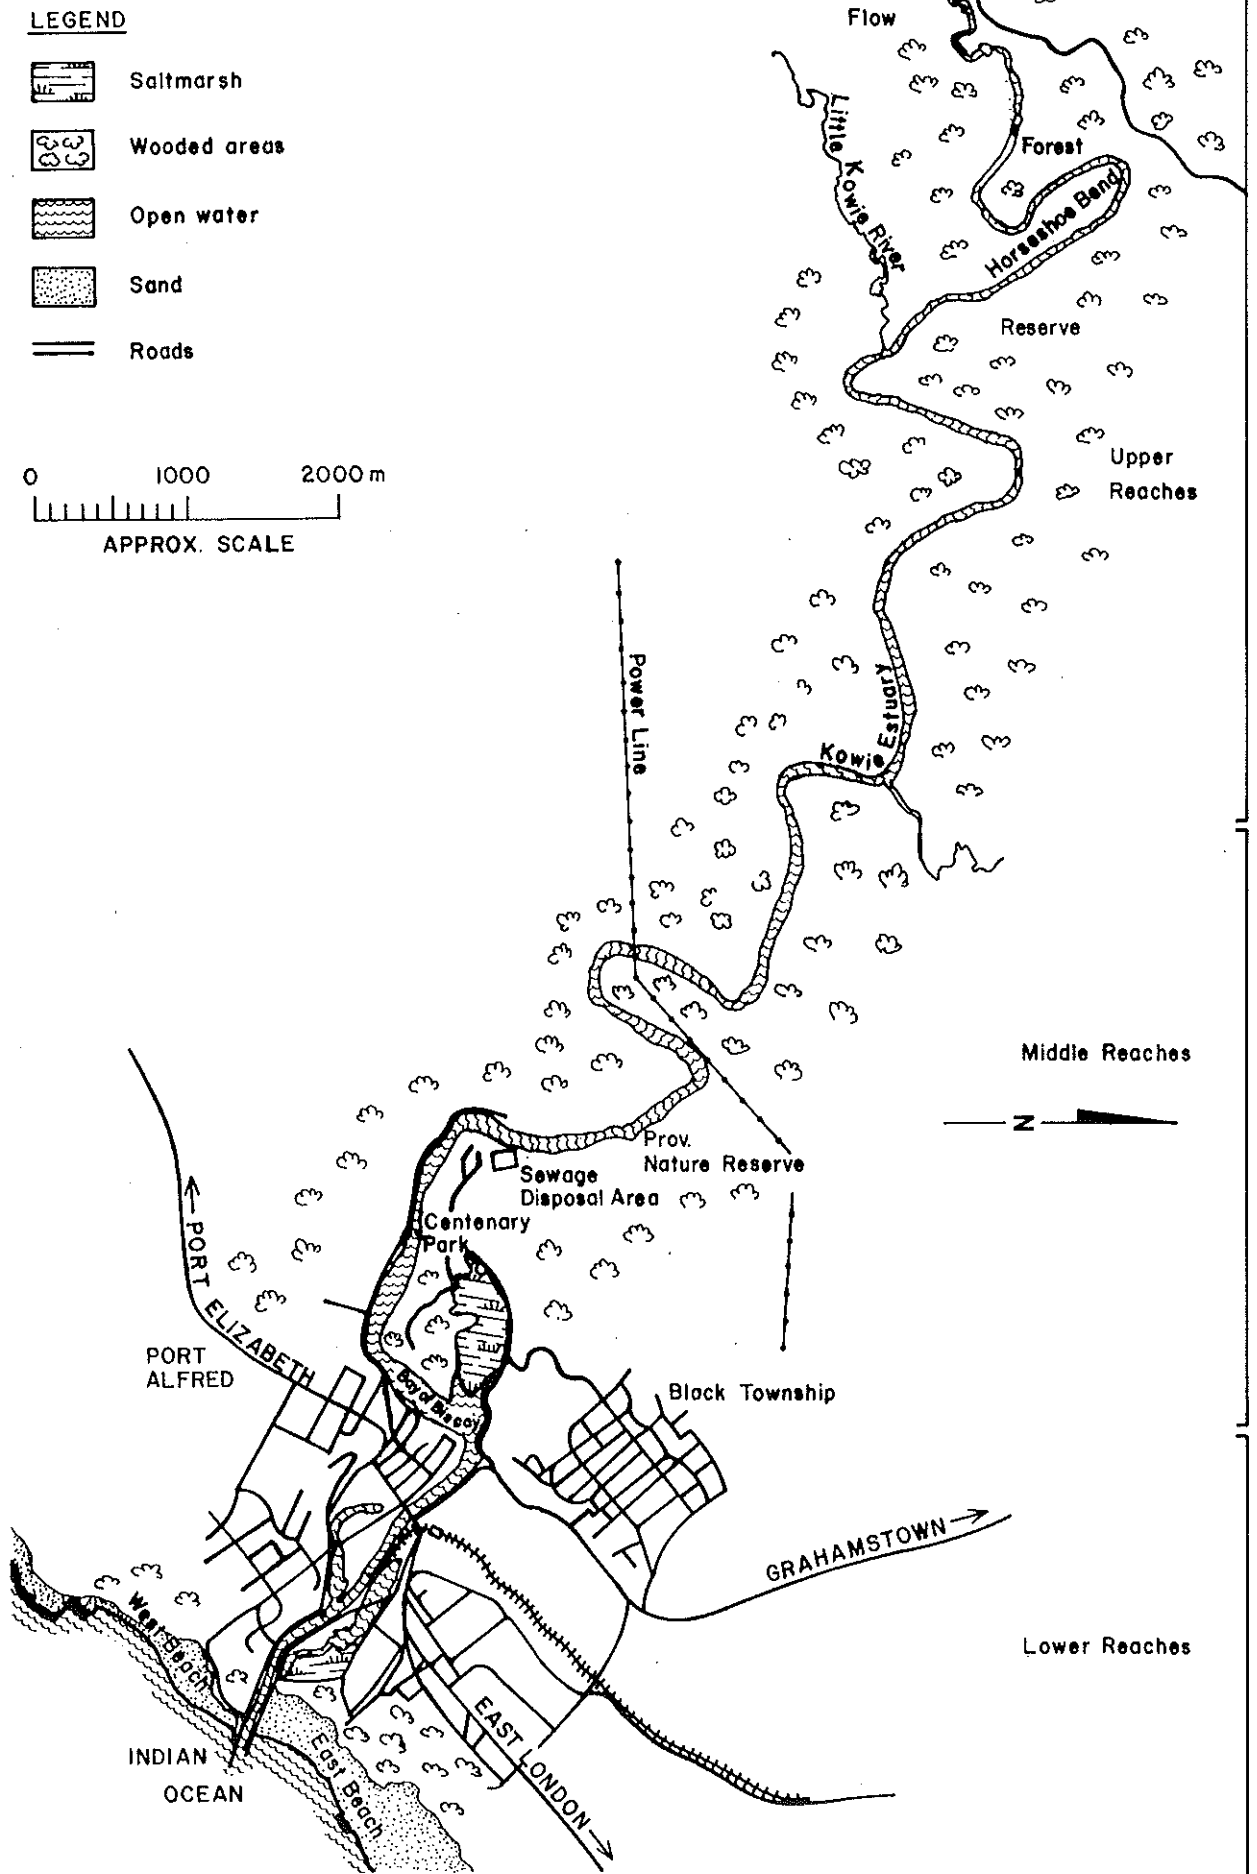 LEGEND
Saltmarsh
Wooded areas
Open water
Sand
Roads
0 1000 2000 m
APPROX. SCALE
Flow
Little Kowie River
Forest
Horseshoe Bend
Reserve
Upper
Reaches
Power Line
Kowie Estuary
Middle Reaches
N
Prov.
Nature Reserve
Sewage
Disposal Area
Centenary
Park
PORT ELIZABETH
PORT
ALFRED
Bay of Biscay
Black Township
GRAHAMSTOWN
West Beach
Lower Reaches
EAST LONDON
East Beach
INDIAN
OCEAN